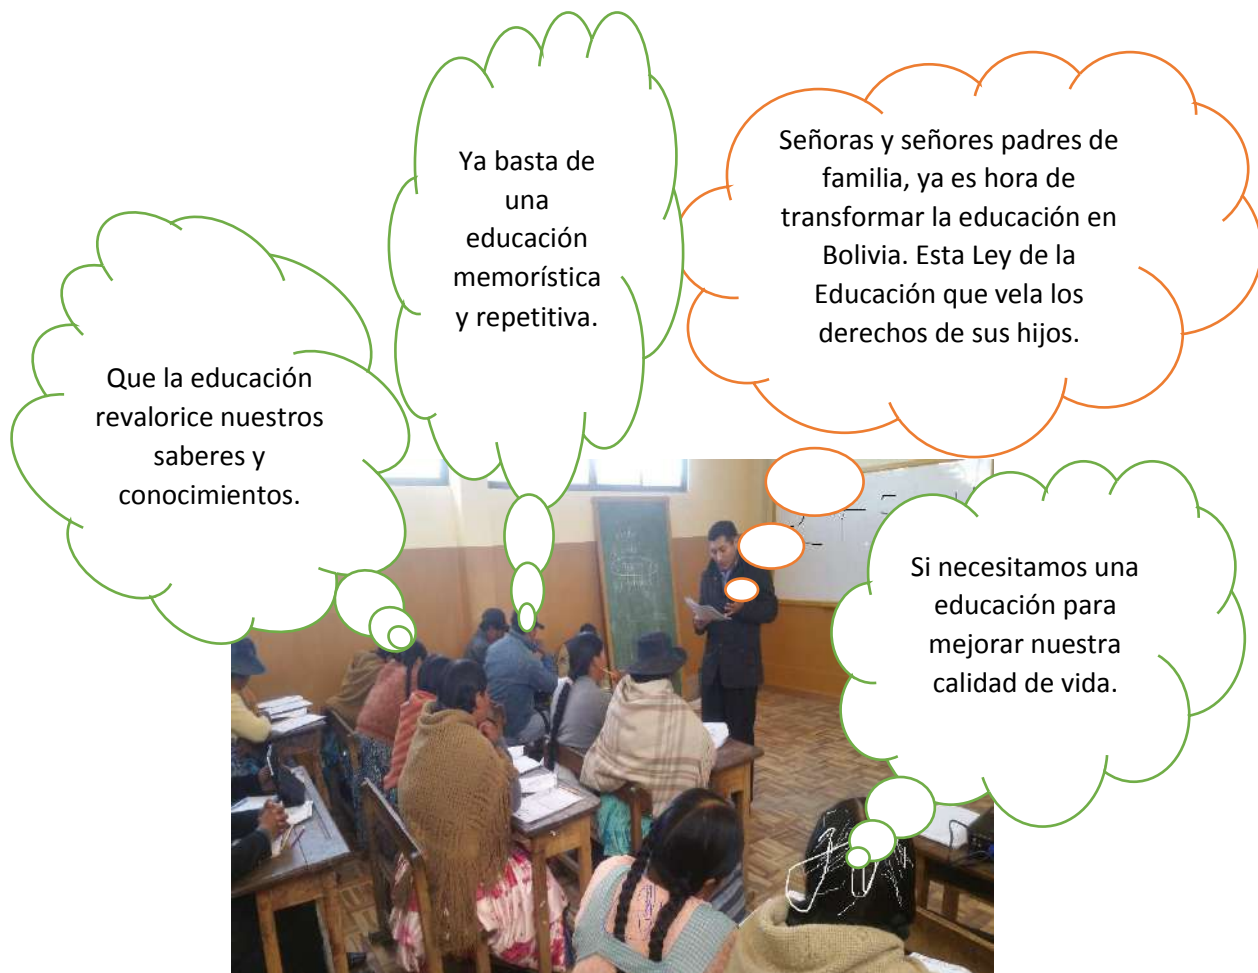 Ya basta de
una
educación
memorística
y repetitiva.
Señoras y señores padres de
familia, ya es hora de
transformar la educación en
Bolivia. Esta Ley de la
Educación que vela los
derechos de sus hijos.
Que la educación
revalorice nuestros
saberes y
conocimientos.
Si necesitamos una
educación para
mejorar nuestra
calidad de vida.